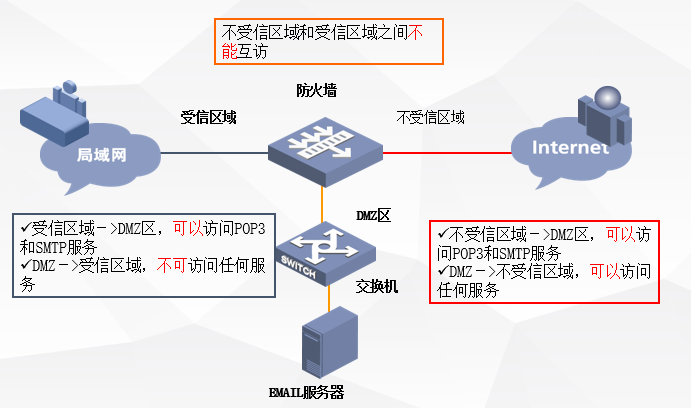 不受信区域和受信区域之间不
能互访
防火墙
受信区域
不受信区域
局域网
Internet
DMZ区
✓受信区域－>DMZ区，可以访问POP3
和SMTP服务
✓DMZ－>受信区域，不可访问任何服
务
✓不受信区域－>DMZ区，可以访
问POP3和SMTP服务
✓DMZ－>不受信区域，可以访问
任何服务
SWITCH
交换机
EMAIL服务器